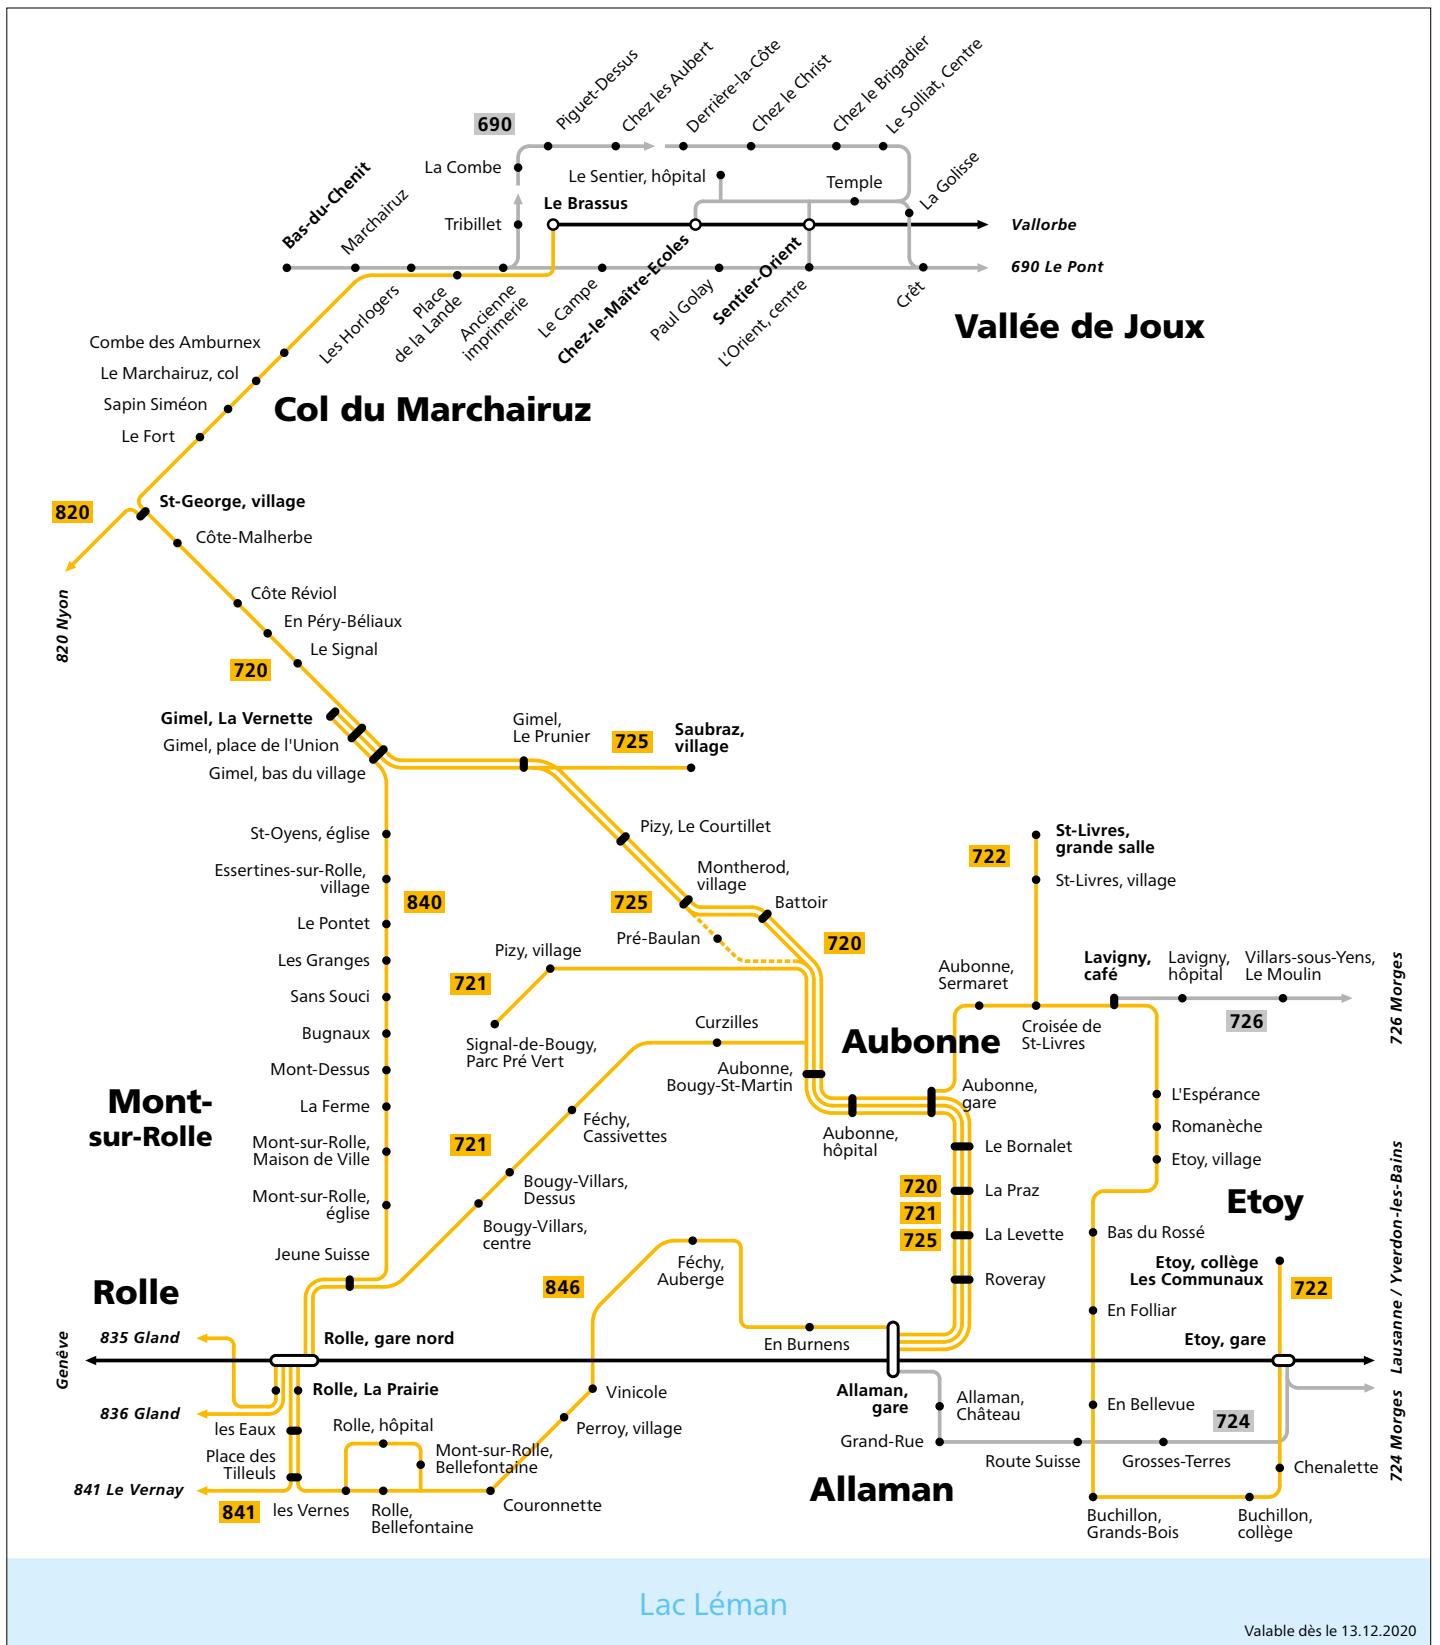 Piguet-Dessus
Chez les Aubert
Derrière-la-Côte
Chez le Christ
Chez le Brigadier
Le Solliat, Centre
690
La Combe
Le Sentier, hôpital
Temple
La Golisse
Bas-du-Chenit
Marchairuz
Tribillet
Le Brassus
Vallorbe
690 Le Pont
Les Horlogers
Place
de la Lande
Ancienne
imprimerie
Le Campe
Chez-le-Maître-Ecoles
Paul Golay
Sentier-Orient
L'Orient, centre
Crêt
Vallée de Joux
Combe des Amburnex
Le Marchairuz, col
Sapin Siméon
Le Fort
Col du Marchairuz
820
St-George, village
Côte-Malherbe
820 Nyon
Côte Réviol
En Péry-Béliaux
Le Signal
720
Gimel, La Vernette
Gimel, place de l'Union
Gimel, bas du village
Gimel,
Le Prunier
725
Saubraz,
village
St-Oyens, église
Essertines-sur-Rolle,
village
840
Le Pontet
Les Granges
Sans Souci
Bugnaux
Mont-Dessus
La Ferme
Mont-sur-Rolle,
Maison de Ville
Mont-sur-Rolle,
église
Jeune Suisse
Mont-
sur-Rolle
Pizy, Le Courtillet
Montherod,
village
725
Battoir
Pré-Baulan
720
Pizy, village
721
Signal-de-Bougy,
Parc Pré Vert
Curzilles
Aubonne,
Bougy-St-Martin
Aubonne
722
St-Livres,
grande salle
St-Livres, village
Aubonne,
Sermaret
Croisée de
St-Livres
Lavigny,
café
Lavigny,
hôpital
Villars-sous-Yens,
Le Moulin
726
726 Morges
Aubonne,
gare
Aubonne,
hôpital
L'Espérance
Romanèche
Etoy, village
721
Féchy,
Cassivettes
Bougy-Villars,
Dessus
Bougy-Villars,
centre
Le Bornalet
720
La Praz
721
La Levette
725
Roveray
Etoy
Bas du Rossé
Etoy, collège
Les Communaux
722
En Folliar
Etoy, gare
Lausanne / Yverdon-les-Bains
Rolle
835 Gland
Genève
Rolle, gare nord
846
Féchy,
Auberge
En Burnens
836 Gland
Rolle, La Prairie
les Eaux
Place des
Tilleuls
841 Le Vernay
841
les Vernes
Rolle, hôpital
Mont-sur-Rolle,
Bellefontaine
Rolle,
Bellefontaine
Couronnette
Vinicole
Perroy, village
Allaman,
gare
Allaman,
Château
Grand-Rue
Route Suisse
Grosses-Terres
724
En Bellevue
724 Morges
Chenalette
Allaman
Buchillon,
Grands-Bois
Buchillon,
collège
Lac Léman
Valable dès le 13.12.2020